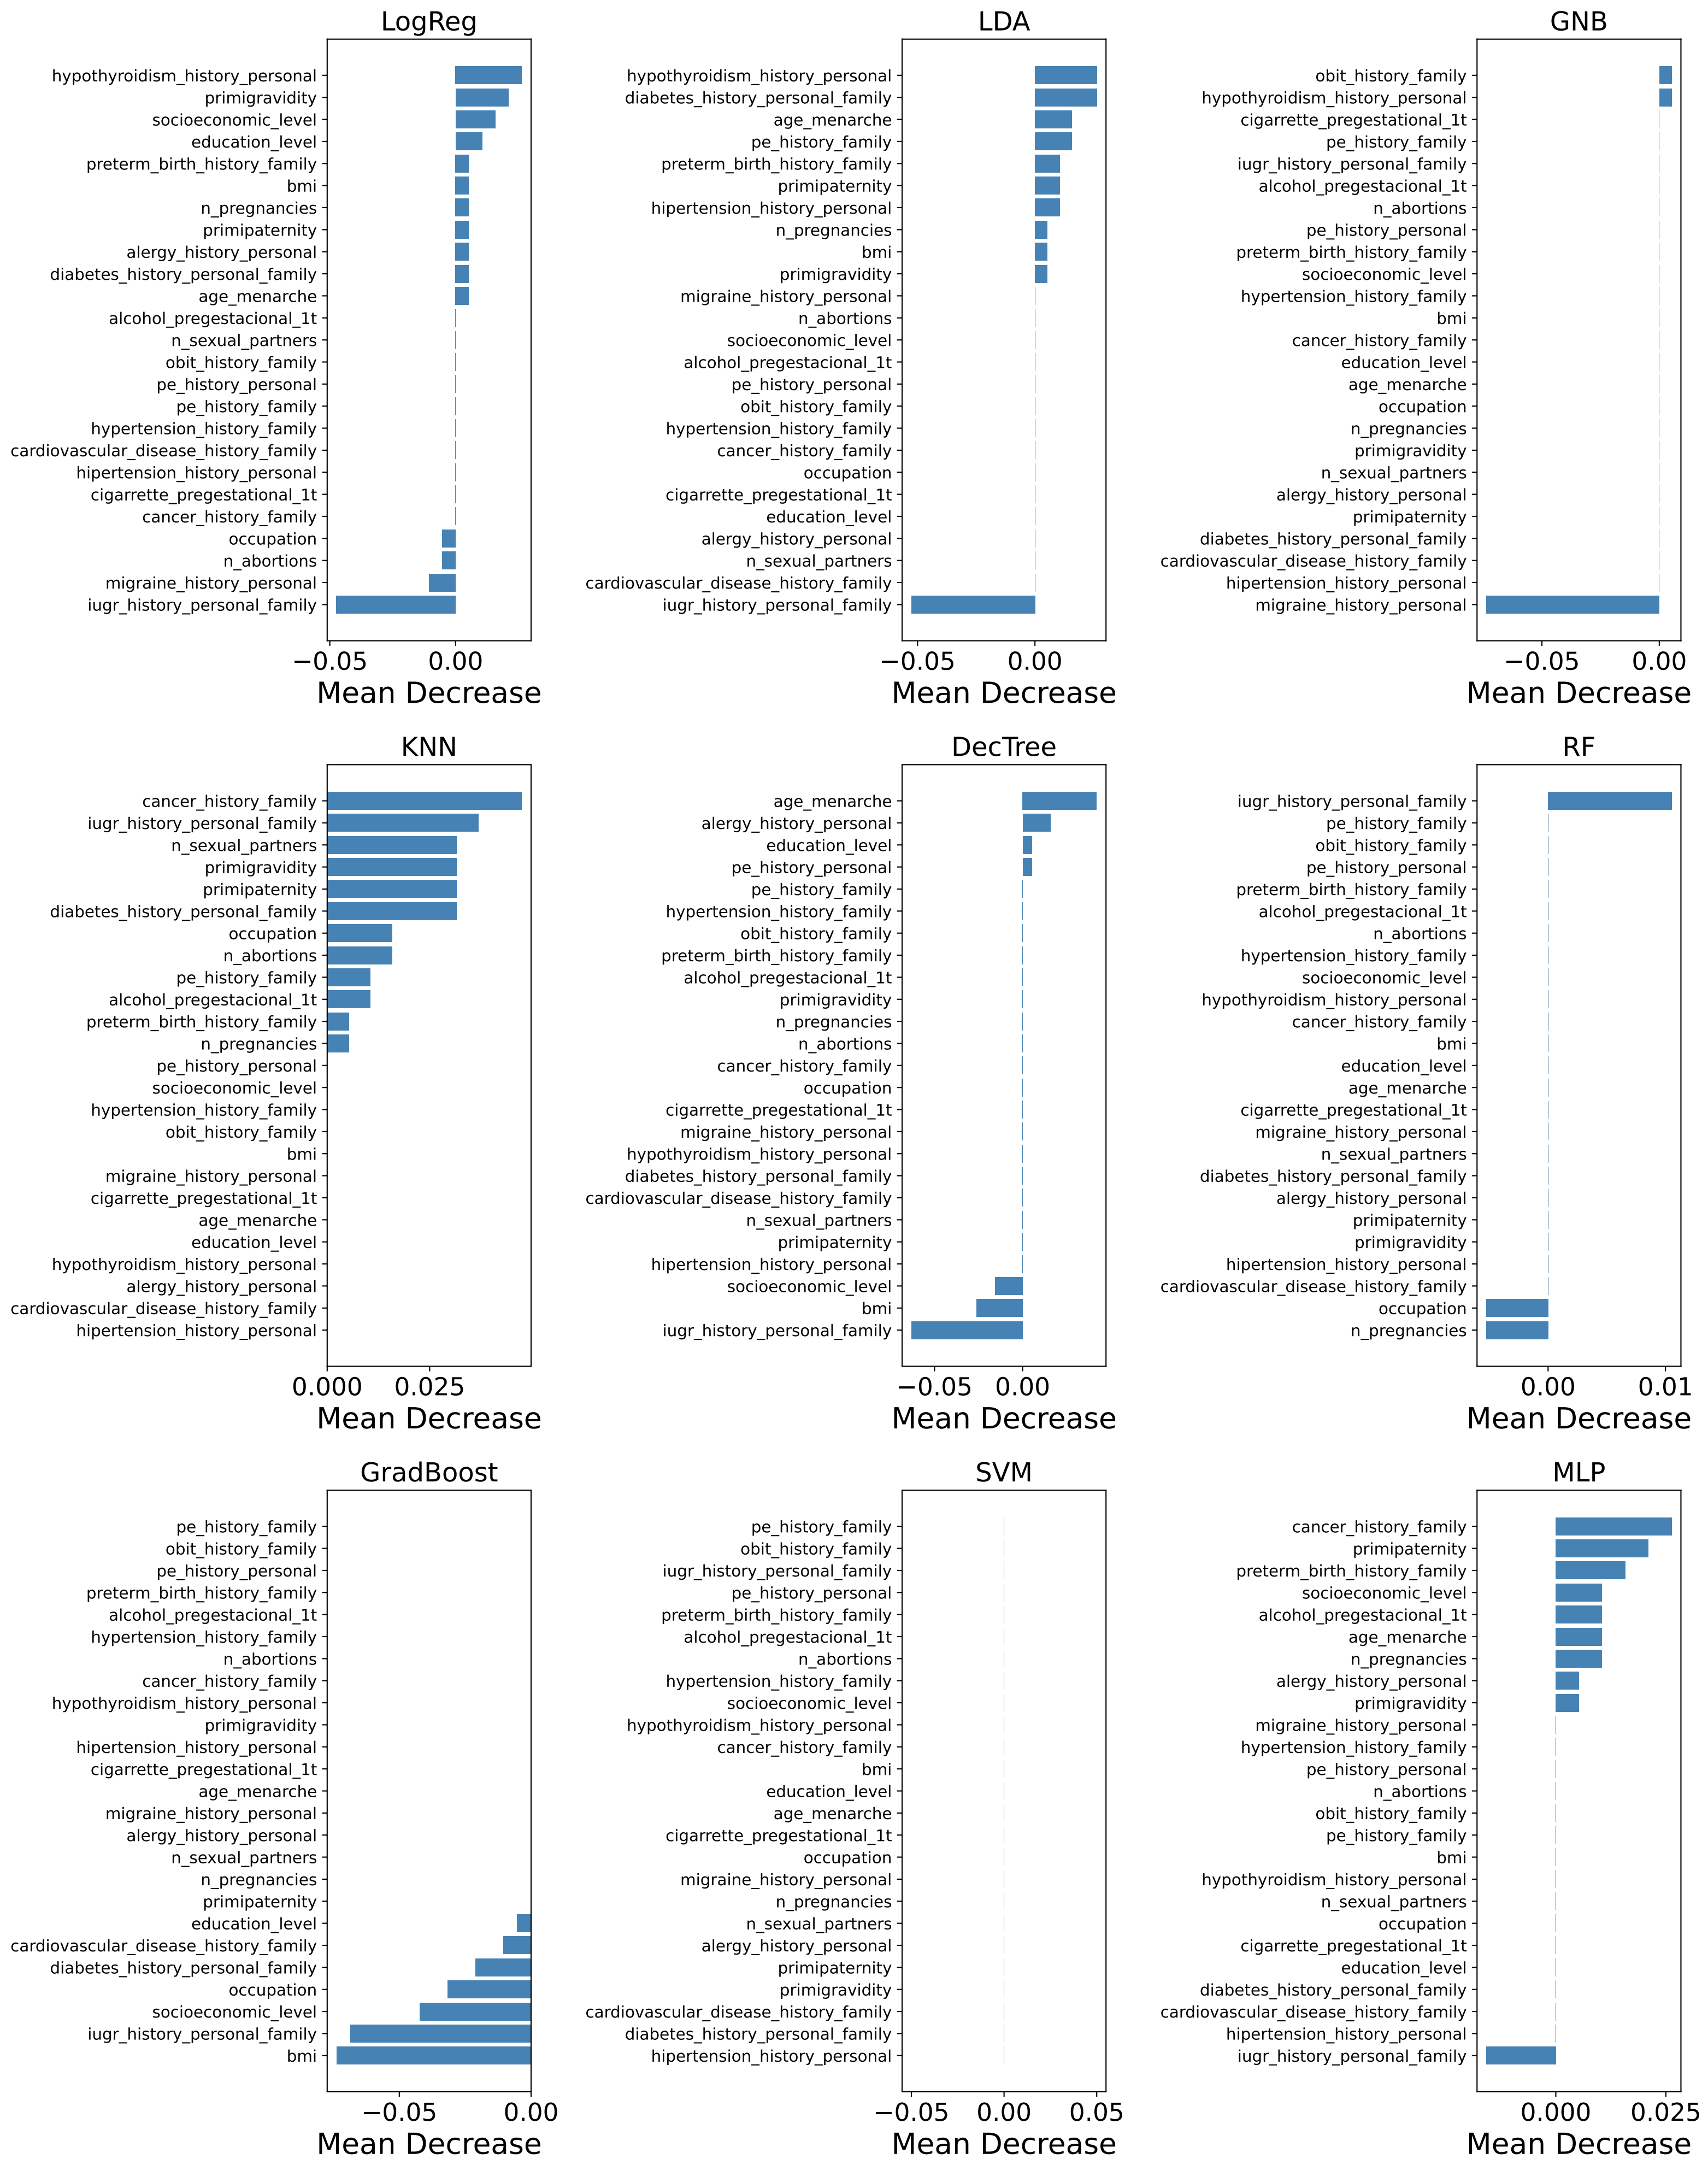 LogReg
hypothyroidism_history_personal
primigravidity
socioeconomic_level
education_level
preterm_birth_history_family
bmi
n_pregnancies
primipaternity
alergy_history_personal
diabetes_history_personal_family
age_menarche
alcohol_pregestacional_1t
n_sexual_partners
obit_history_family
pe_history_personal
pe_history_family
hypertension_history_family
cardiovascular_disease_history_family
hipertension_history_personal
cigarrette_pregestational_1t
cancer_history_family
occupation
n_abortions
migraine_history_personal
iugr_history_personal_family
−0.05 0.00
Mean Decrease
LDA
hypothyroidism_history_personal
diabetes_history_personal_family
age_menarche
pe_history_family
preterm_birth_history_family
primipaternity
hipertension_history_personal
n_pregnancies
bmi
primigravidity
migraine_history_personal
n_abortions
socioeconomic_level
alcohol_pregestacional_1t
pe_history_personal
obit_history_family
hypertension_history_family
cancer_history_family
occupation
cigarrette_pregestational_1t
education_level
alergy_history_personal
n_sexual_partners
cardiovascular_disease_history_family
iugr_history_personal_family
−0.05 0.00
Mean Decrease
GNB
obit_history_family
hypothyroidism_history_personal
cigarrette_pregestational_1t
pe_history_family
iugr_history_personal_family
alcohol_pregestacional_1t
n_abortions
pe_history_personal
preterm_birth_history_family
socioeconomic_level
hypertension_history_family
bmi
cancer_history_family
education_level
age_menarche
occupation
n_pregnancies
primigravidity
n_sexual_partners
alergy_history_personal
primipaternity
diabetes_history_personal_family
cardiovascular_disease_history_family
hipertension_history_personal
migraine_history_personal
−0.05 0.00
Mean Decrease
KNN
cancer_history_family
iugr_history_personal_family
n_sexual_partners
primigravidity
primipaternity
diabetes_history_personal_family
occupation
n_abortions
pe_history_family
alcohol_pregestacional_1t
preterm_birth_history_family
n_pregnancies
pe_history_personal
socioeconomic_level
hypertension_history_family
obit_history_family
bmi
migraine_history_personal
cigarrette_pregestational_1t
age_menarche
education_level
hypothyroidism_history_personal
alergy_history_personal
cardiovascular_disease_history_family
hipertension_history_personal
0.000 0.025
Mean Decrease
DecTree
age_menarche
alergy_history_personal
education_level
pe_history_personal
pe_history_family
hypertension_history_family
obit_history_family
preterm_birth_history_family
alcohol_pregestacional_1t
primigravidity
n_pregnancies
n_abortions
cancer_history_family
occupation
cigarrette_pregestational_1t
migraine_history_personal
hypothyroidism_history_personal
diabetes_history_personal_family
cardiovascular_disease_history_family
n_sexual_partners
primipaternity
hipertension_history_personal
socioeconomic_level
bmi
iugr_history_personal_family
−0.05 0.00
Mean Decrease
RF
iugr_history_personal_family
pe_history_family
obit_history_family
pe_history_personal
preterm_birth_history_family
alcohol_pregestacional_1t
n_abortions
hypertension_history_family
socioeconomic_level
hypothyroidism_history_personal
cancer_history_family
bmi
education_level
age_menarche
cigarrette_pregestational_1t
migraine_history_personal
n_sexual_partners
diabetes_history_personal_family
alergy_history_personal
primipaternity
primigravidity
hipertension_history_personal
cardiovascular_disease_history_family
occupation
n_pregnancies
0.00 0.01
Mean Decrease
GradBoost
pe_history_family
obit_history_family
pe_history_personal
preterm_birth_history_family
alcohol_pregestacional_1t
hypertension_history_family
n_abortions
cancer_history_family
hypothyroidism_history_personal
primigravidity
hipertension_history_personal
cigarrette_pregestational_1t
age_menarche
migraine_history_personal
alergy_history_personal
n_sexual_partners
n_pregnancies
primipaternity
education_level
cardiovascular_disease_history_family
diabetes_history_personal_family
occupation
socioeconomic_level
iugr_history_personal_family
bmi
−0.05 0.00
Mean Decrease
SVM
pe_history_family
obit_history_family
iugr_history_personal_family
pe_history_personal
preterm_birth_history_family
alcohol_pregestacional_1t
n_abortions
hypertension_history_family
socioeconomic_level
hypothyroidism_history_personal
cancer_history_family
bmi
education_level
age_menarche
cigarrette_pregestational_1t
occupation
migraine_history_personal
n_pregnancies
n_sexual_partners
alergy_history_personal
primipaternity
primigravidity
cardiovascular_disease_history_family
diabetes_history_personal_family
hipertension_history_personal
−0.05 0.00 0.05
Mean Decrease
MLP
cancer_history_family
primipaternity
preterm_birth_history_family
socioeconomic_level
alcohol_pregestacional_1t
age_menarche
n_pregnancies
alergy_history_personal
primigravidity
migraine_history_personal
hypertension_history_family
pe_history_personal
n_abortions
obit_history_family
pe_history_family
bmi
hypothyroidism_history_personal
n_sexual_partners
occupation
cigarrette_pregestational_1t
education_level
diabetes_history_personal_family
cardiovascular_disease_history_family
hipertension_history_personal
iugr_history_personal_family
0.000 0.025
Mean Decrease